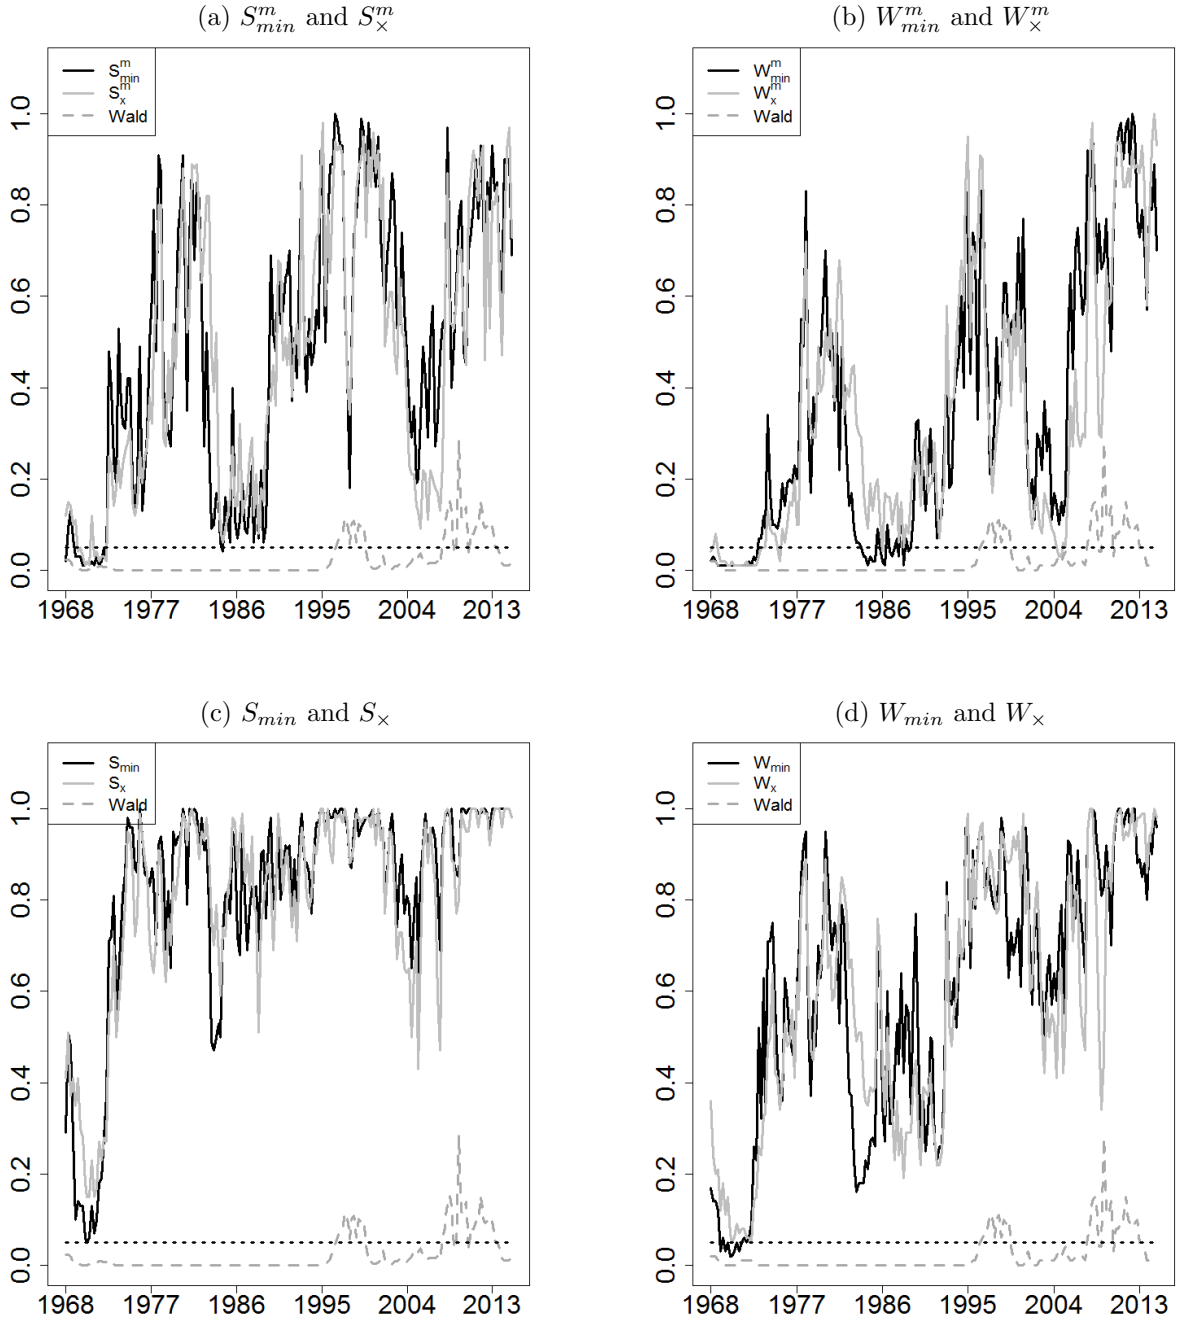 (a) S^m_min and S^m_×
S^m_min
S^m_x
Wald
0.0 0.2 0.4 0.6 0.8 1.0
1968 1977 1986 1995 2004 2013
(b) W^m_min and W^m_×
W^m_min
W^m_x
Wald
0.0 0.2 0.4 0.6 0.8 1.0
1968 1977 1986 1995 2004 2013
(c) S_min and S_×
S_min
S_x
Wald
0.0 0.2 0.4 0.6 0.8 1.0
1968 1977 1986 1995 2004 2013
(d) W_min and W_×
W_min
W_x
Wald
0.0 0.2 0.4 0.6 0.8 1.0
1968 1977 1986 1995 2004 2013